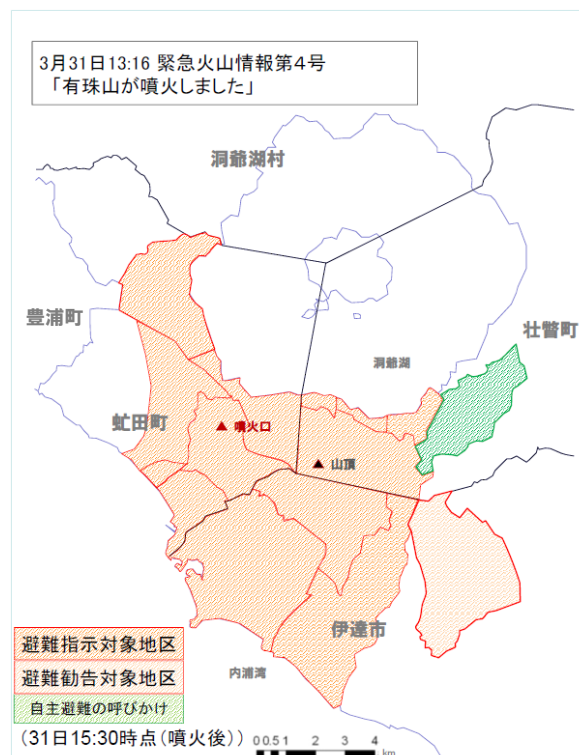 3月31日13:16 緊急火山情報第4号
「有珠山が噴火しました」
洞爺湖村
豊浦町
壮瞥町
洞爺湖
虻田町
噴火口
山頂
伊達市
避難指示対象地区
避難勧告対象地区
内浦湾
自主避難の呼びかけ
(31日15:30時点(噴火後))
0 0.5 1 2 3 4
km